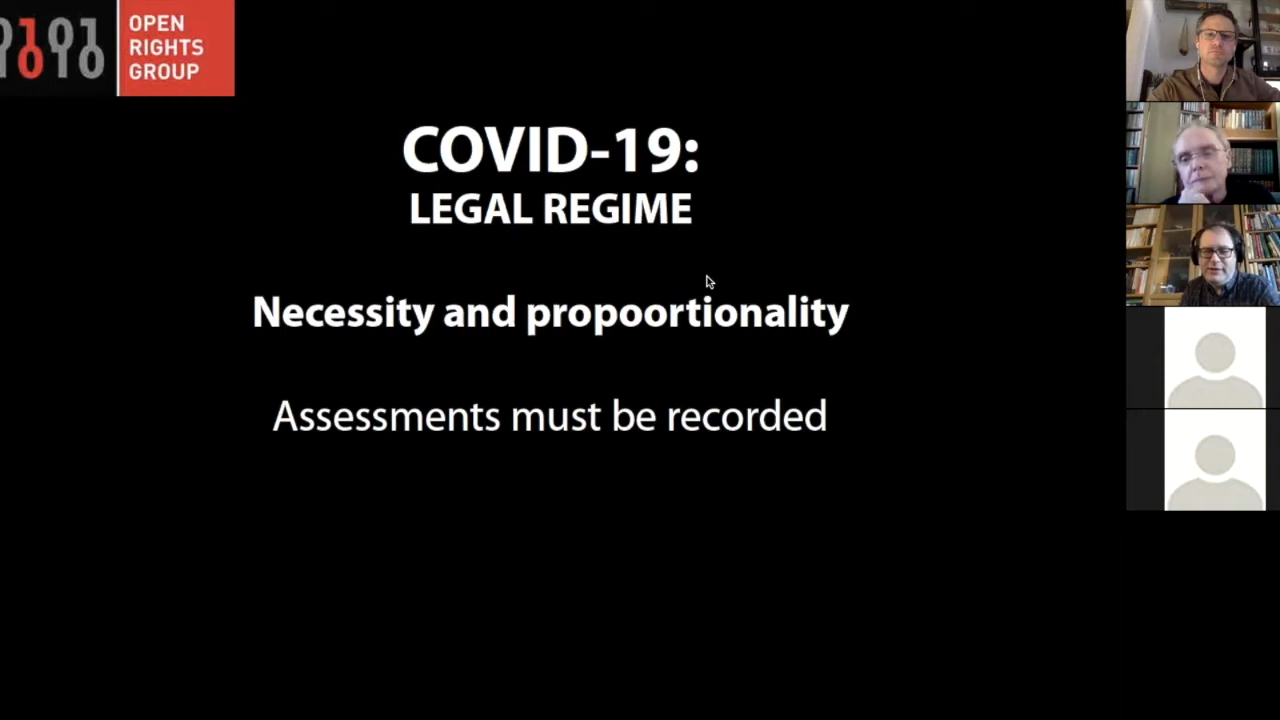 OPEN
RIGHTS
GROUP
COVID-19:
LEGAL REGIME
Necessity and propoortionality
Assessments must be recorded